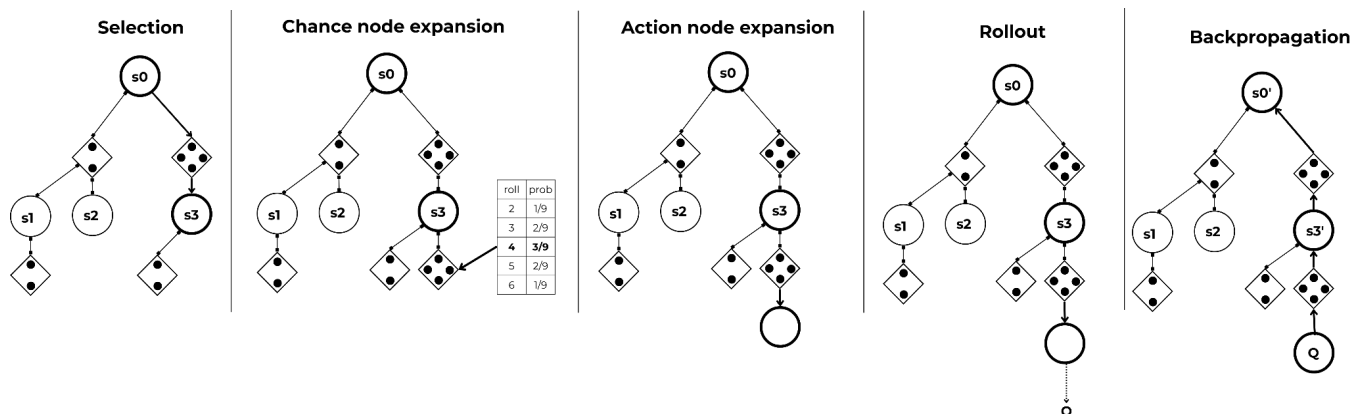 Selection
s0
s1
s2
s3
Chance node expansion
s0
s1
s2
s3
roll prob
2 1/9
3 2/9
4 3/9
5 2/9
6 1/9
Action node expansion
s0
s1
s2
s3
Rollout
s0
s1
s2
s3
Backpropagation
s0'
s1
s2
s3'
Q